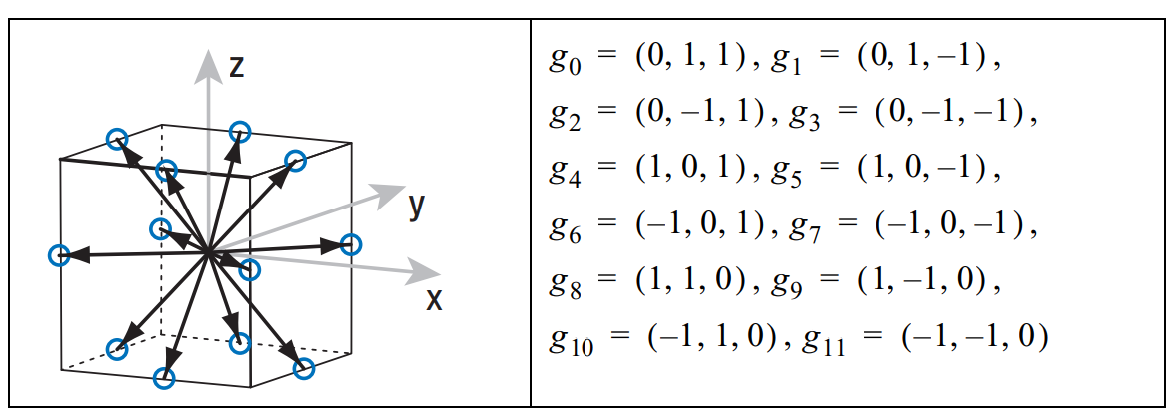 z
y
x
g0 = (0, 1, 1), g1 = (0, 1, –1),
g2 = (0, –1, 1), g3 = (0, –1, –1),
g4 = (1, 0, 1), g5 = (1, 0, –1),
g6 = (–1, 0, 1), g7 = (–1, 0, –1),
g8 = (1, 1, 0), g9 = (1, –1, 0),
g10 = (–1, 1, 0), g11 = (–1, –1, 0)